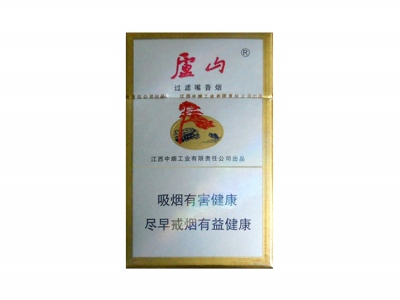 盧山®
过滤嘴香烟
江西中烟工业有限责任公司出品
吸烟有害健康
尽早戒烟有益健康